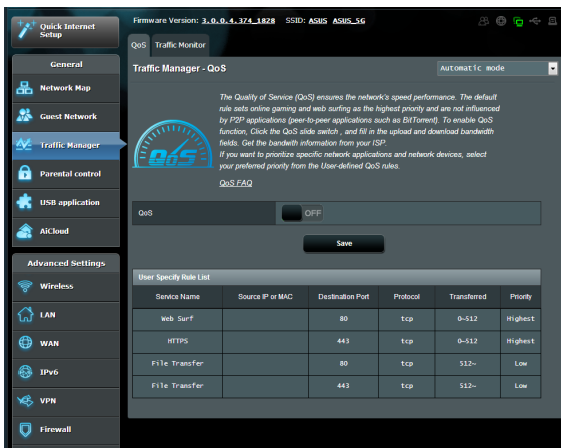 Quick Internet
Setup
Firmware Version: 3.0.0.4.374_1828 SSID: ASUS ASUS_5G
QoS Traffic Monitor
General
Network Map
Guest Network
Traffic Manager
Parental control
USB application
AiCloud
Advanced Settings
Wireless
LAN
WAN
IPv6
VPN
Firewall
Traffic Manager - QoS
Automatic mode
QoS
The Quality of Service (QoS) ensures the network's speed performance. The default
rule sets online gaming and web surfing as the highest priority and are not influenced
by P2P applications (peer-to-peer applications such as BitTorrent). To enable QoS
function, Click the QoS slide switch , and fill in the upload and download bandwidth
fields. Get the bandwith information from your ISP.
If you want to prioritize specific network applications and network devices, select
your preferred priority from the User-defined QoS rules.
QoS FAQ
QoS OFF
Save
User Specify Rule List
Service Name Source IP or MAC Destination Port Protocol Transferred Priority
Web Surf 80 tcp 0~512 Highest
HTTPS 443 tcp 0~512 Highest
File Transfer 80 tcp 512~ Low
File Transfer 443 tcp 512~ Low